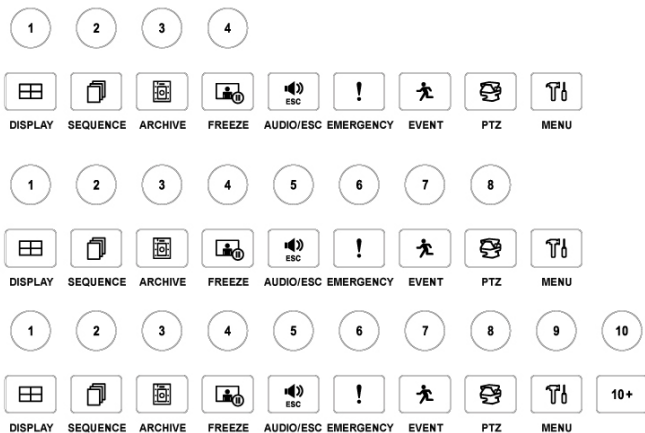 1 2 3 4
ESC
DISPLAY SEQUENCE ARCHIVE FREEZE AUDIO/ESC EMERGENCY EVENT PTZ MENU
1 2 3 4 5 6 7 8
ESC
DISPLAY SEQUENCE ARCHIVE FREEZE AUDIO/ESC EMERGENCY EVENT PTZ MENU
1 2 3 4 5 6 7 8 9 10
ESC 10+
DISPLAY SEQUENCE ARCHIVE FREEZE AUDIO/ESC EMERGENCY EVENT PTZ MENU